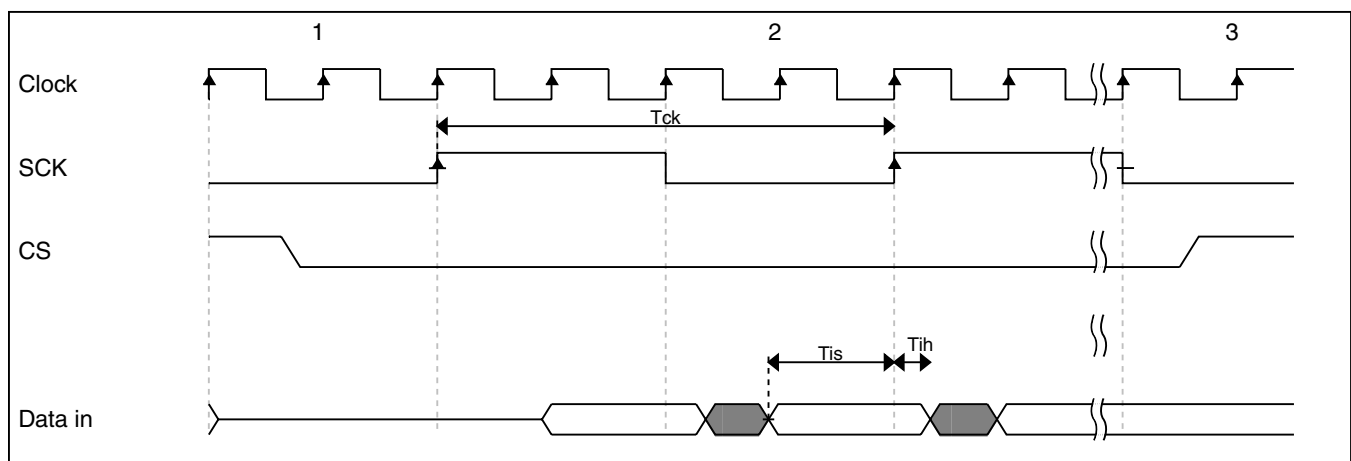 1 2 3
Clock
Tck
SCK
CS
Tis Tih
Data in